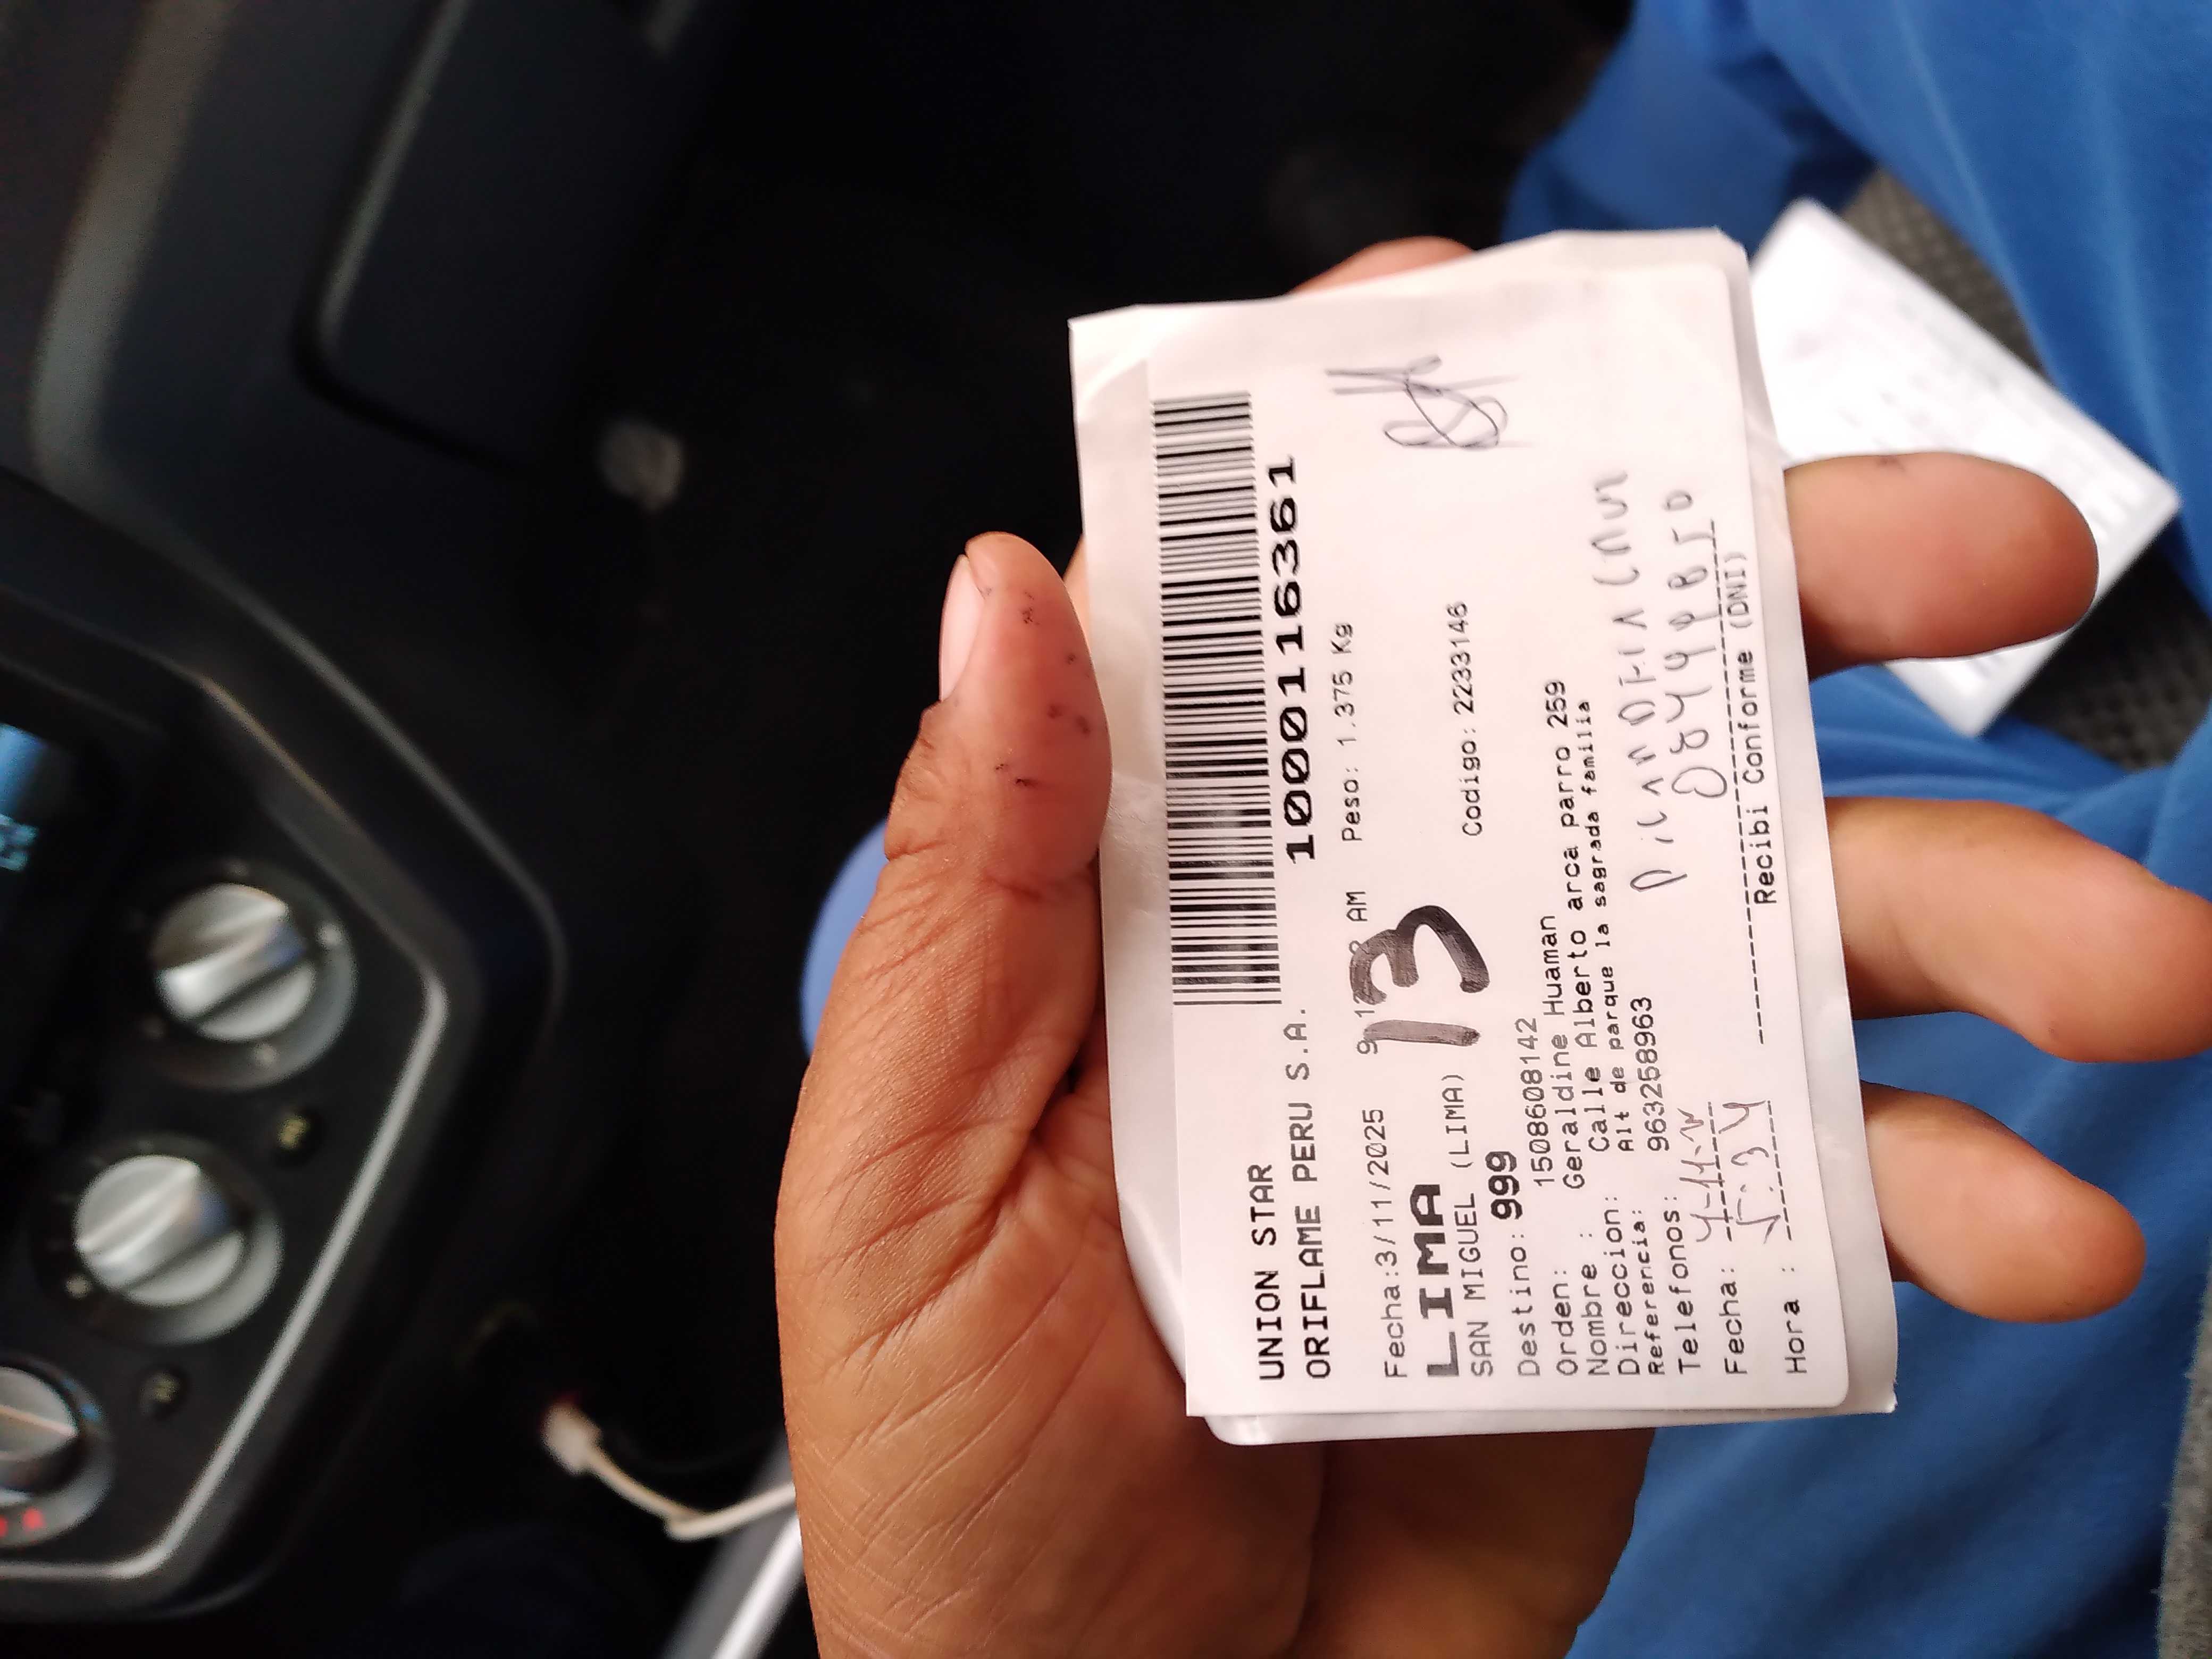 UNION STAR
ORIFLAME PERU S.A.
1000116361
Fecha:3/11/2025 AM Peso: 1.375 Kg
LIMA
SAN MIGUEL (LIMA)
13
Codigo: 2233146
Destino: 999
Orden: 1508608142
Nombre : Geraldine Huaman
Direccion: Calle Alberto arca parro 259
Referencia: Alt de parque la sagrada familia
Telefonos: 963258963
Fecha:
Hora : 5:34
Recibi Conforme (DNI)